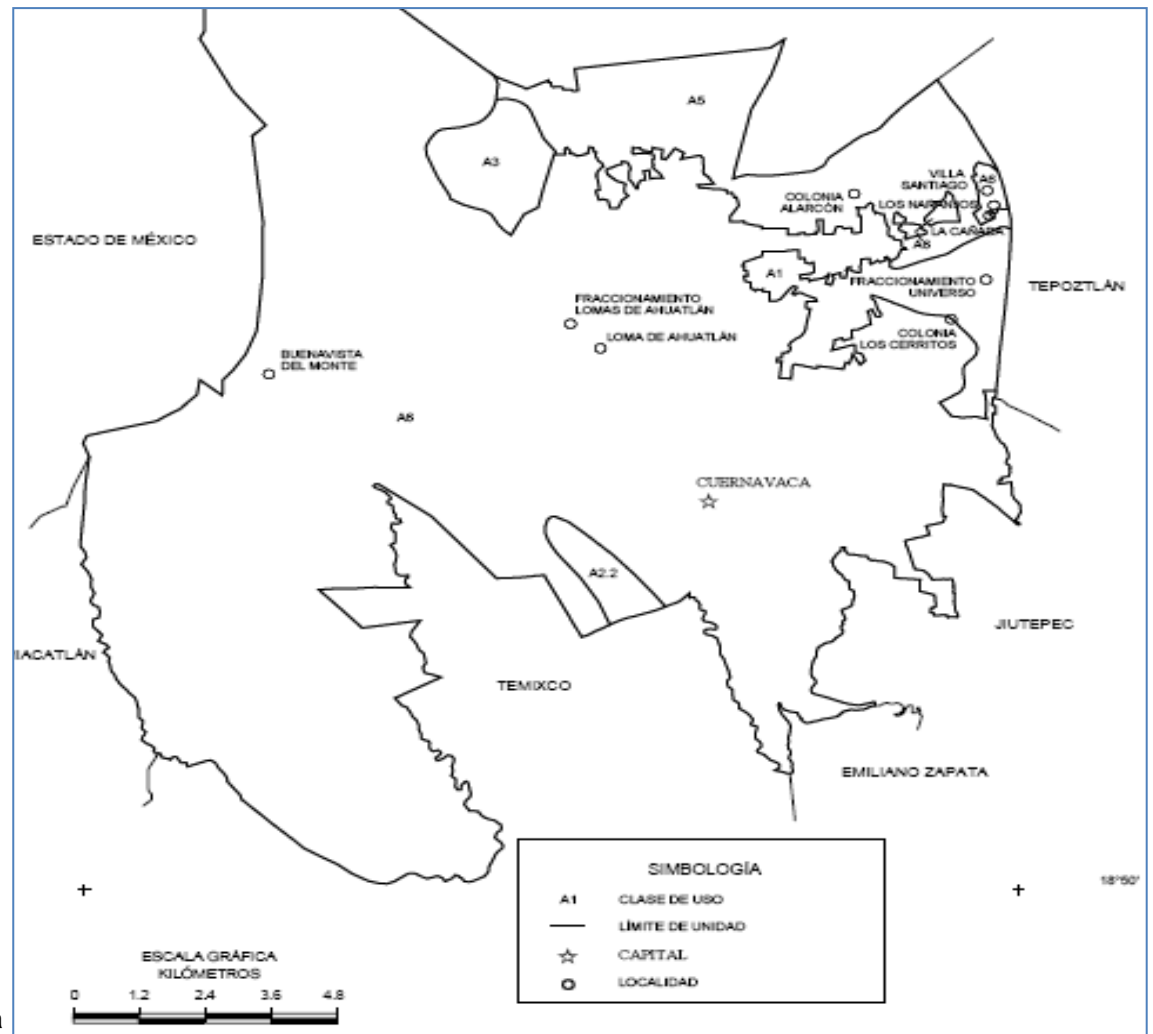 A5
A3
VILLA
SANTIAGO
A6
COLONIA
ALARCÓN
LOS NARANJOS
LA CAÑADA
A6
ESTADO DE MÉXICO
A1
FRACCIONAMIENTO
UNIVERSO
TEPOZTLÁN
FRACCIONAMIENTO
LOMAS DE AHUATLÁN
LOMA DE AHUATLÁN
COLONIA
LOS CERRITOS
BUENAVISTA
DEL MONTE
A6
CUERNAVACA
A2.2
JIUTEPEC
IACATLÁN
TEMIXCO
EMILIANO ZAPATA
SIMBOLOGÍA
A1 CLASE DE USO
LÍMITE DE UNIDAD
CAPITAL
LOCALIDAD
18°50'
ESCALA GRÁFICA
KILÓMETROS
0 1.2 2.4 3.6 4.8